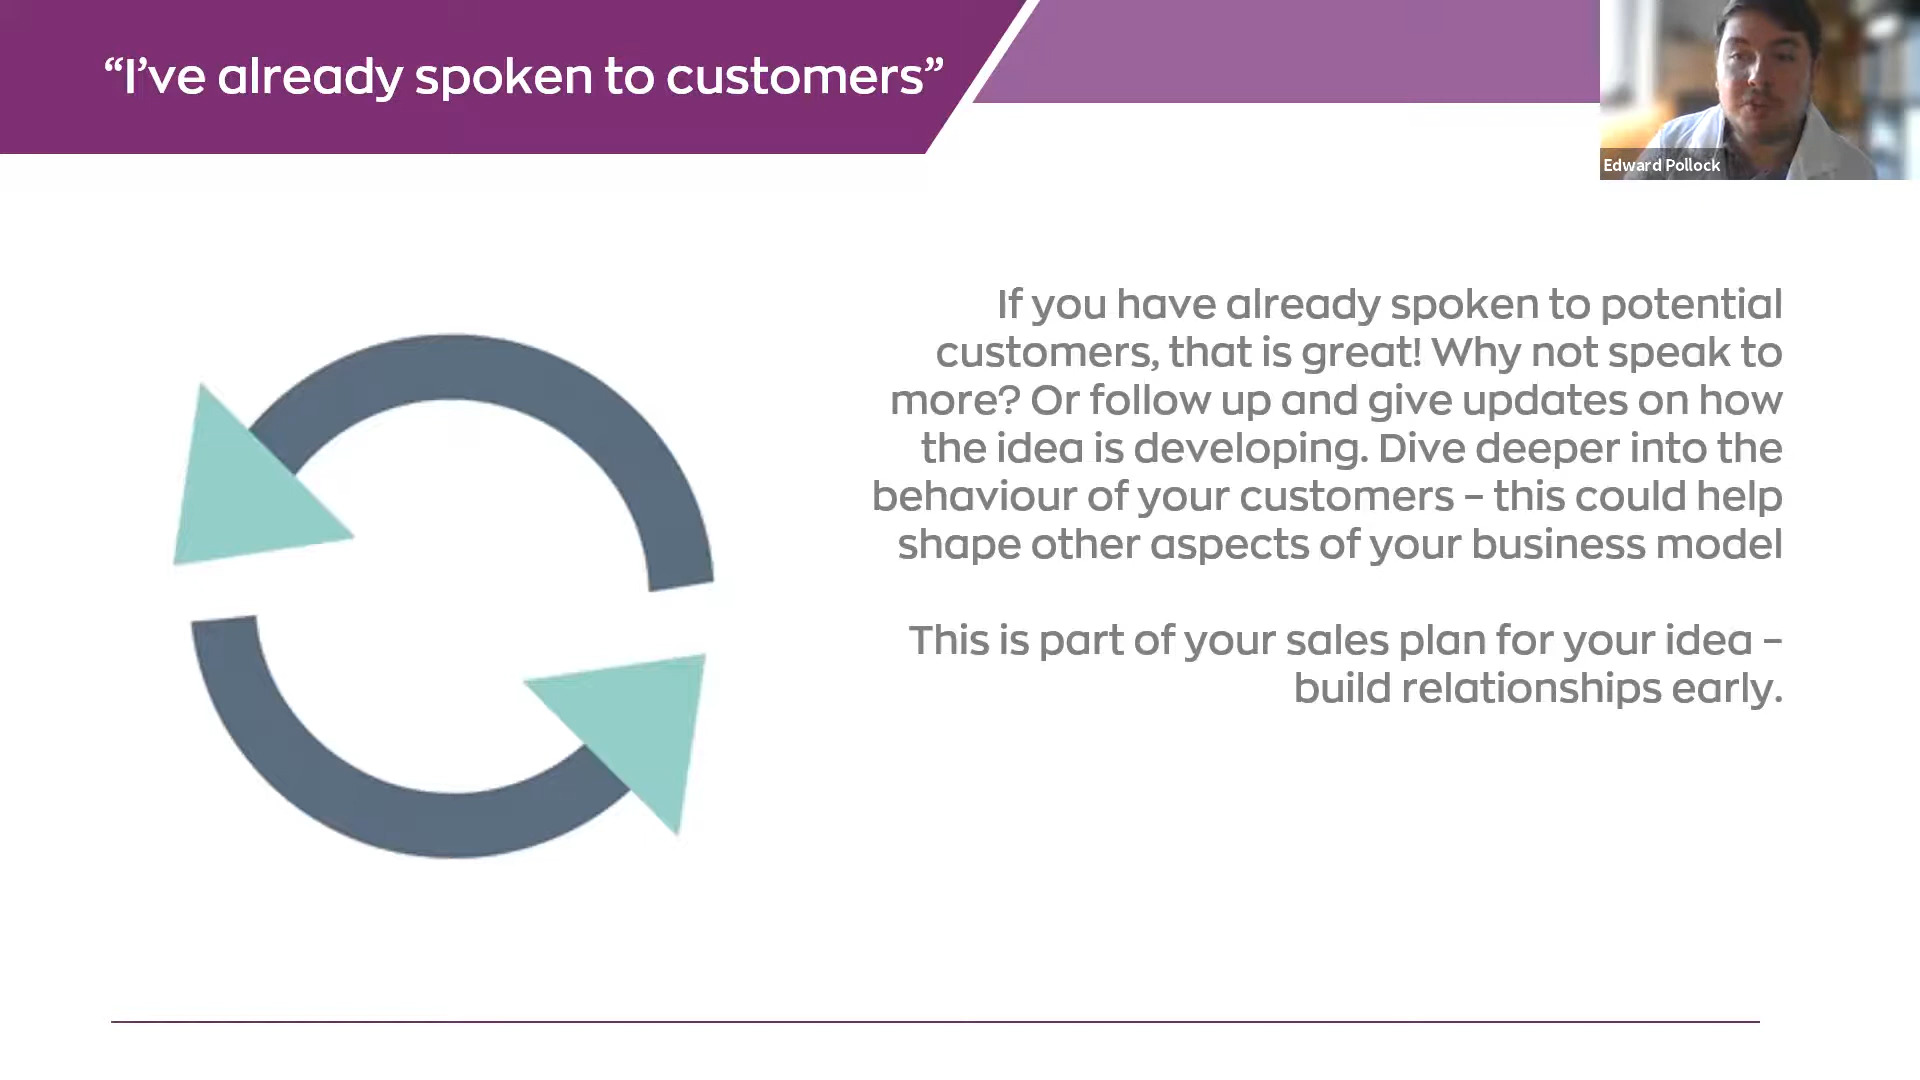 “I’ve already spoken to customers”
Edward Pollock
If you have already spoken to potential
customers, that is great! Why not speak to
more? Or follow up and give updates on how
the idea is developing. Dive deeper into the
behaviour of your customers – this could help
shape other aspects of your business model
This is part of your sales plan for your idea –
build relationships early.